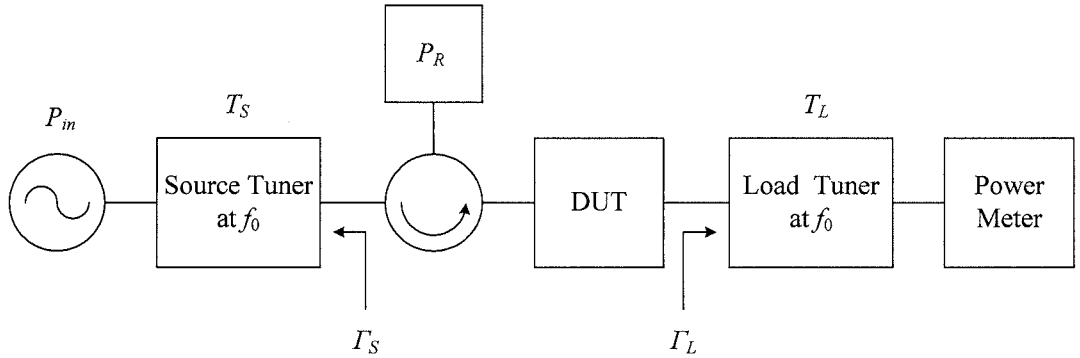 P_R
P_in
T_S
T_L
Source Tuner
at f_0
DUT
Load Tuner
at f_0
Power
Meter
Γ_S
Γ_L